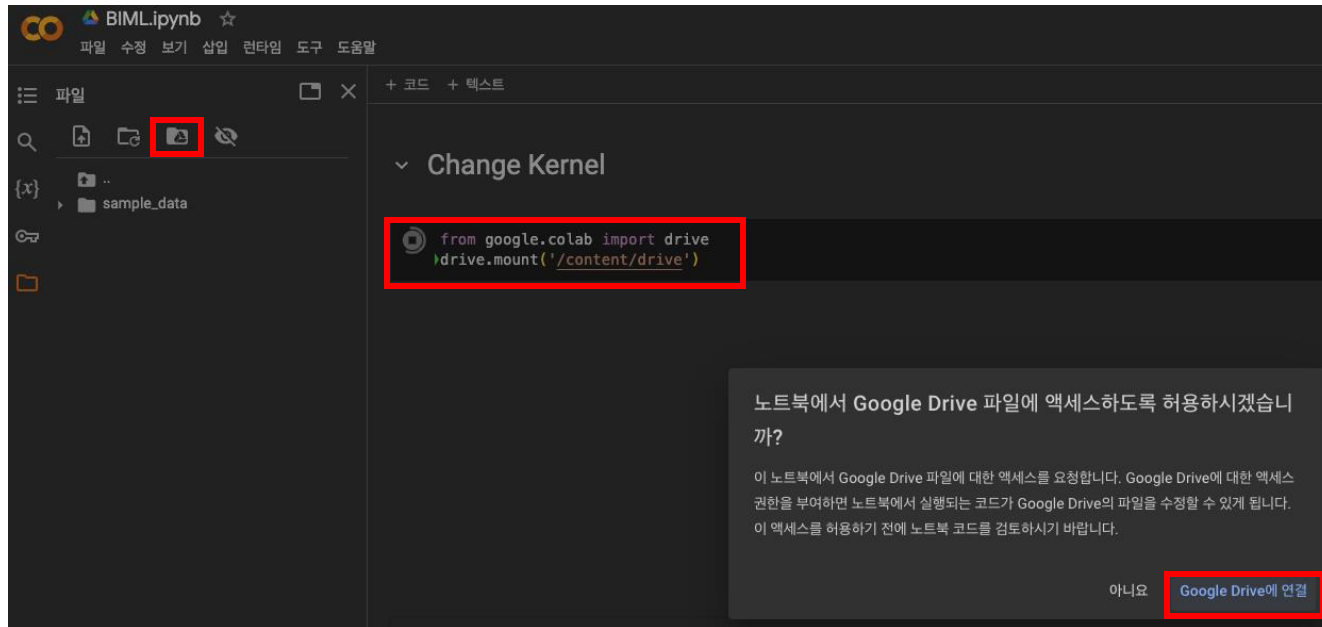 BIML.ipynb
파일 수정 보기 삽입 런타임 도구 도움말
파일
+ 코드 + 텍스트
..
sample_data
{x}
Change Kernel
from google.colab import drive
drive.mount('/content/drive')
노트북에서 Google Drive 파일에 액세스하도록 허용하시겠습니
까?
이 노트북에서 Google Drive 파일에 대한 액세스를 요청합니다. Google Drive에 대한 액세스
권한을 부여하면 노트북에서 실행되는 코드가 Google Drive의 파일을 수정할 수 있게 됩니다.
이 액세스를 허용하기 전에 노트북 코드를 검토하시기 바랍니다.
아니요 Google Drive에 연결